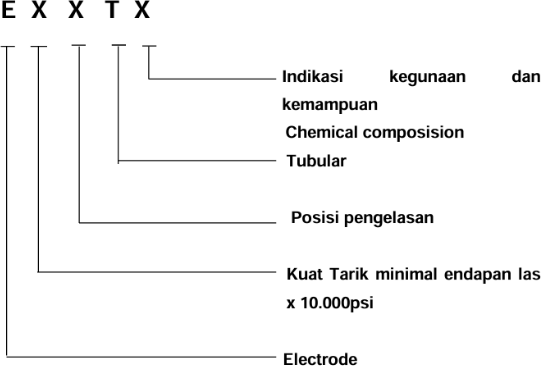 E X X T X
Indikasi kegunaan dan
kemampuan
Chemical composision
Tubular
Posisi pengelasan
Kuat Tarik minimal endapan las
x 10.000psi
Electrode